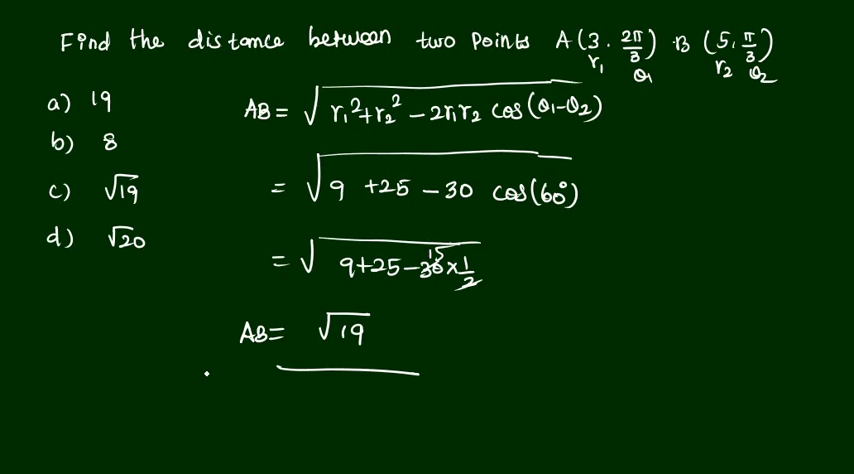 Find the distance between two points A (3, 2π/3) B (5, π/3)
r₁ θ₁ r₂ θ₂
a) 19
AB = √(r₁² + r₂² - 2r₁r₂ cos(θ₁-θ₂))
b) 8
c) √19
= √(9 + 25 - 30 cos(60°))
d) √20
= √(9+25-30×1/2)
15
AB = √19